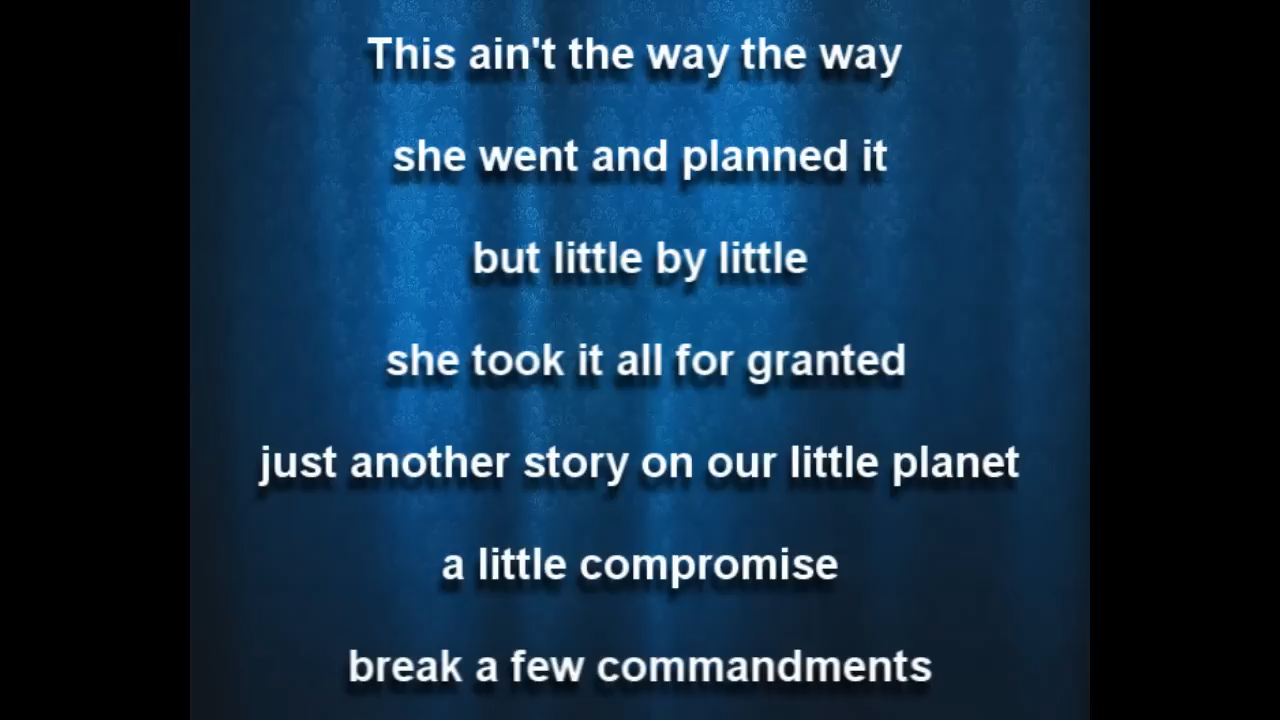 This ain't the way the way
she went and planned it
but little by little
she took it all for granted
just another story on our little planet
a little compromise
break a few commandments